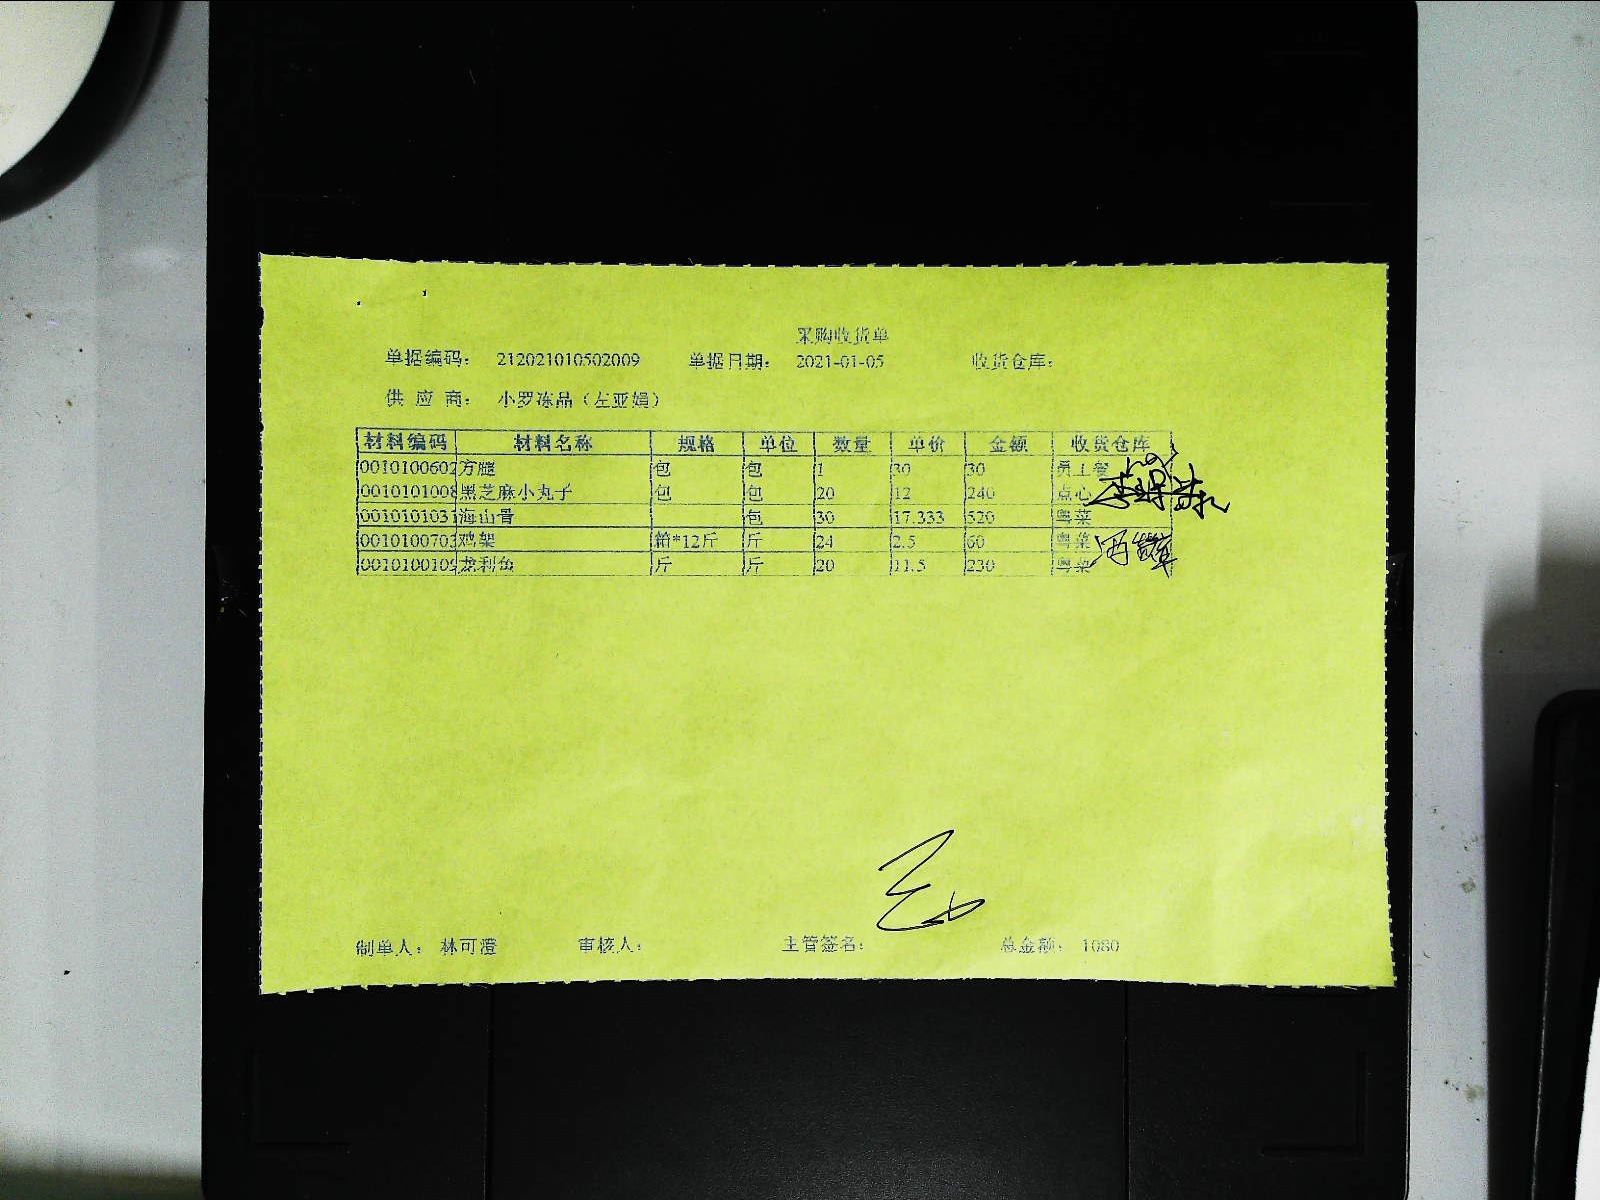 采购收货单
单据编码： 212021010502009 单据日期： 2021-01-05 收货仓库：
供 应 商： 小罗冻品（左亚娟）
材料编码 材料名称 规格 单位 数量 单价 金额 收货仓库
0010100602 方腿 包 包 1 30 30 员工餐
0010101008 黑芝麻小丸子 包 包 20 12 240 点心
0010101031 海山骨 包 30 17.333 520 粤菜
0010100703 鸡架 箱*12斤 斤 24 2.5 60 粤菜
0010100109 龙利鱼 斤 斤 20 11.5 230 粤菜
制单人： 林可澄 审核人： 主管签名： 总金额： 1080